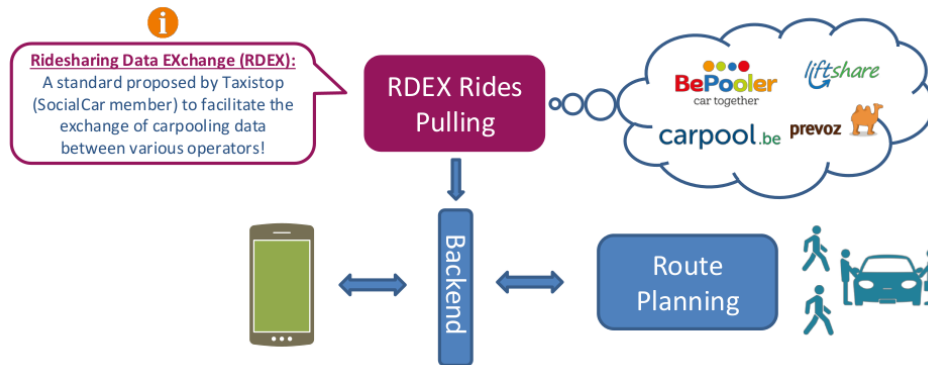 i
Ridesharing Data EXchange (RDEX):
A standard proposed by Taxistop
(SocialCar member) to facilitate the
exchange of carpooling data
between various operators!
RDEX Rides
Pulling
BePooler
car together
liftshare
carpool.be
prevoz
Backend
Route
Planning